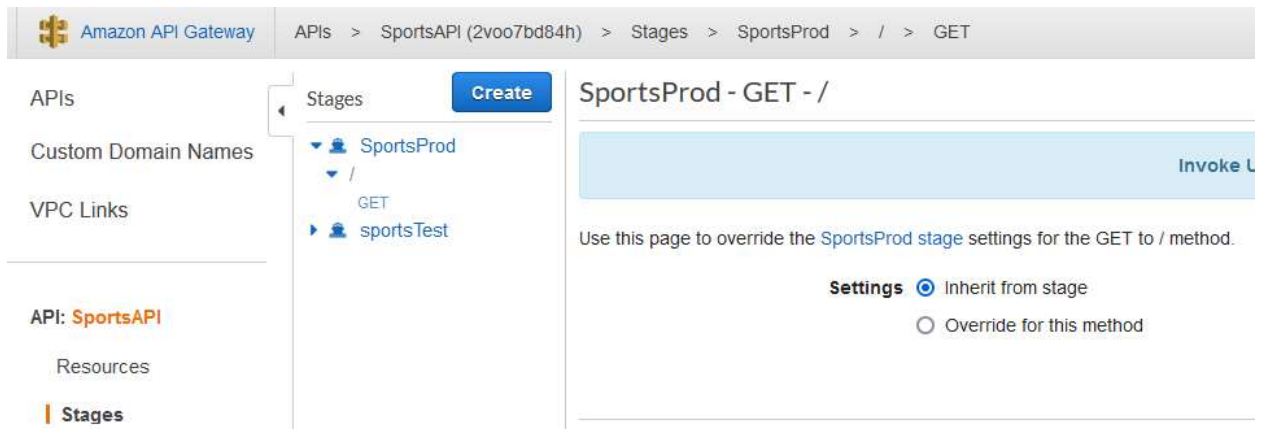 Amazon API Gateway APIs > SportsAPI (2voo7bd84h) > Stages > SportsProd > / > GET
APIs
Custom Domain Names
VPC Links
API: SportsAPI
Resources
Stages
Stages Create
SportsProd
/
GET
sportsTest
SportsProd - GET - /
Invoke U
Use this page to override the SportsProd stage settings for the GET to / method.
Settings Inherit from stage
Override for this method